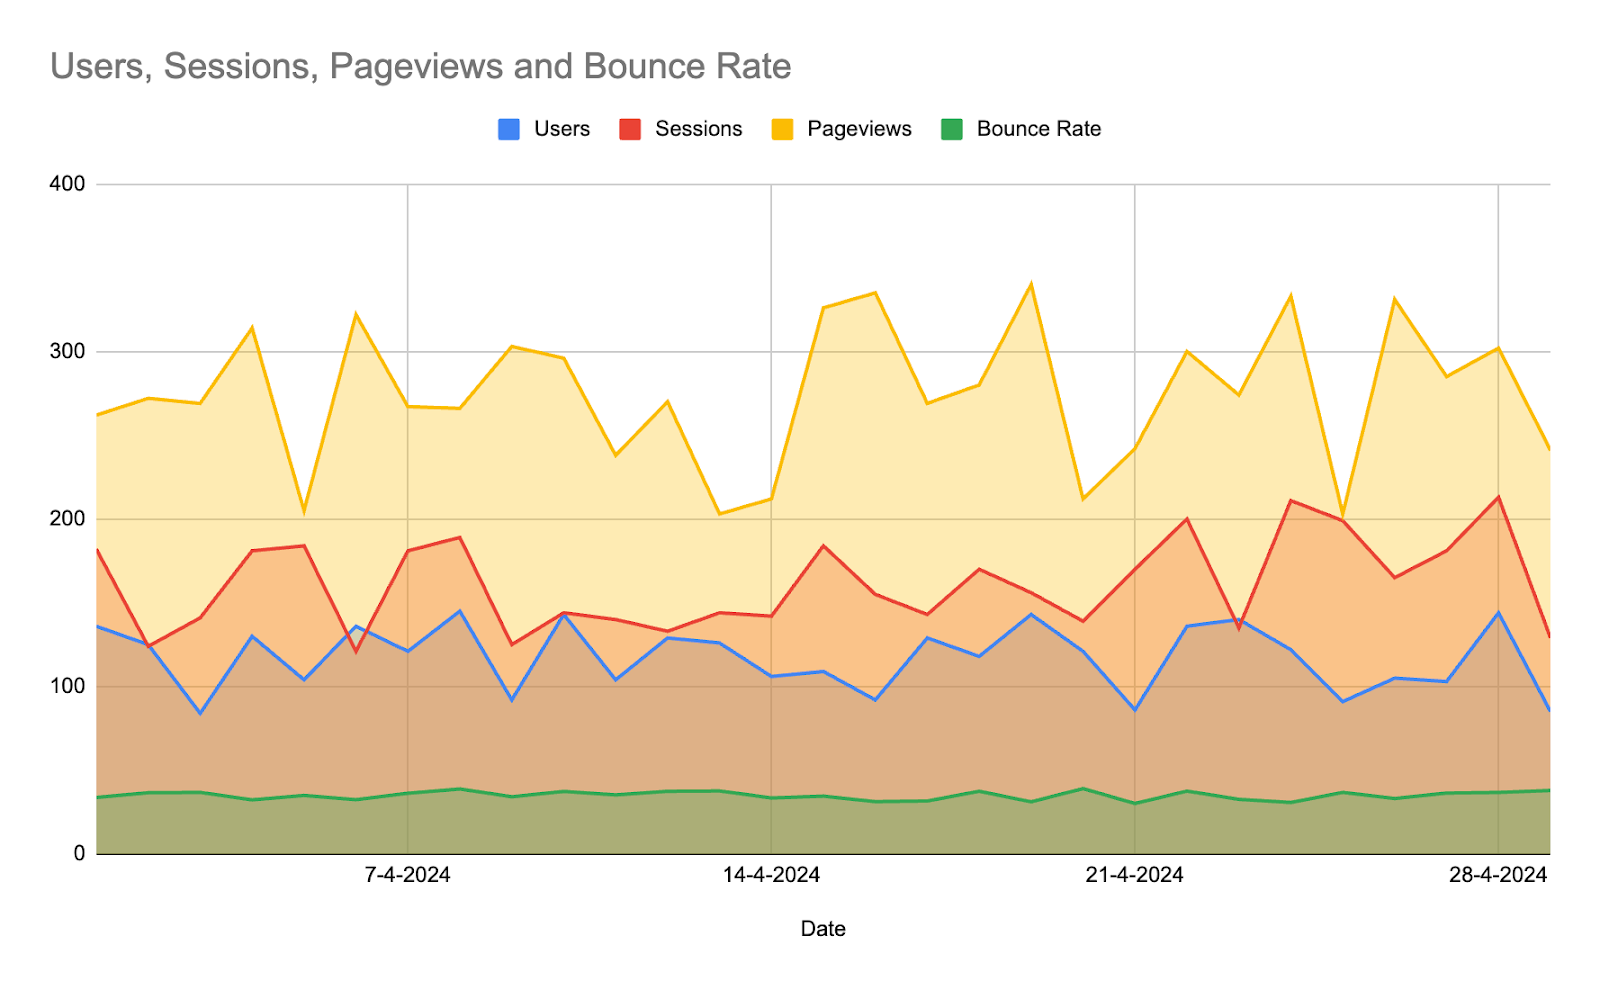 Users, Sessions, Pageviews and Bounce Rate
Users Sessions Pageviews Bounce Rate
400
300
200
100
0
7-4-2024 14-4-2024 21-4-2024 28-4-2024
Date